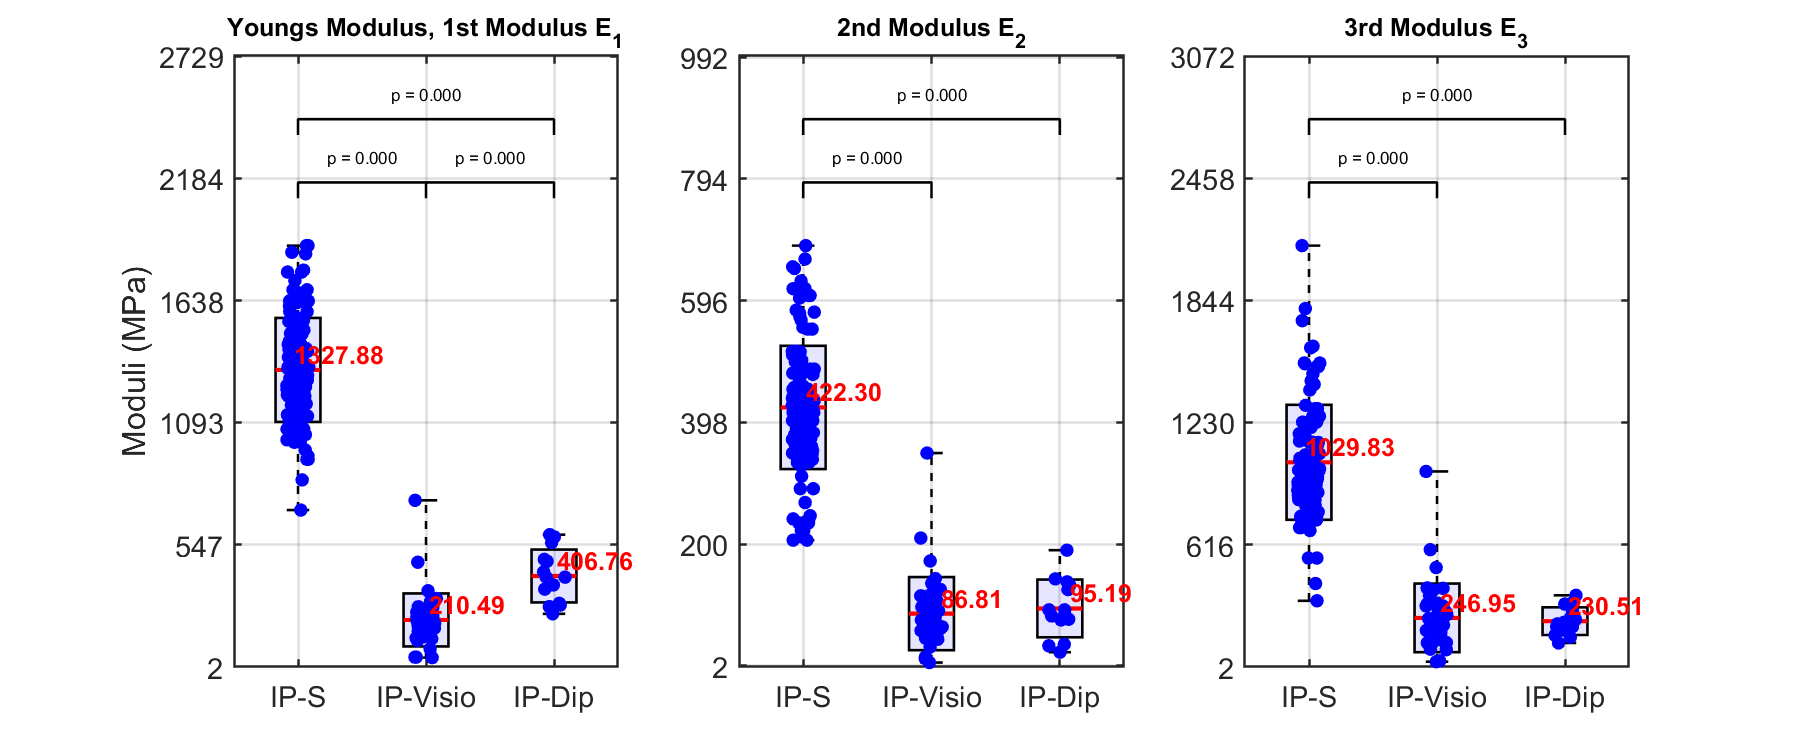 Youngs Modulus, 1st Modulus E1
2nd Modulus E2
3rd Modulus E3
Moduli (MPa)
2729
2184
1638
1093
547
2
p = 0.000
p = 0.000 p = 0.000
1327.88
210.49
406.76
IP-S IP-Visio IP-Dip
992
794
596
398
200
2
p = 0.000
p = 0.000
422.30
86.81
95.19
IP-S IP-Visio IP-Dip
3072
2458
1844
1230
616
2
p = 0.000
p = 0.000
1029.83
246.95
230.51
IP-S IP-Visio IP-Dip